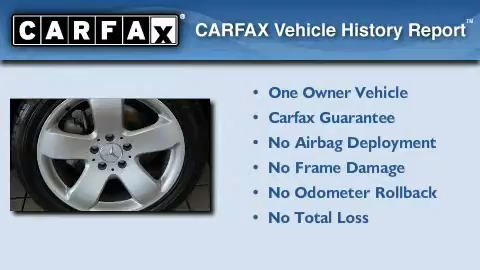 CARFAX®
CARFAX Vehicle History Report™
• One Owner Vehicle
• Carfax Guarantee
• No Airbag Deployment
• No Frame Damage
• No Odometer Rollback
• No Total Loss